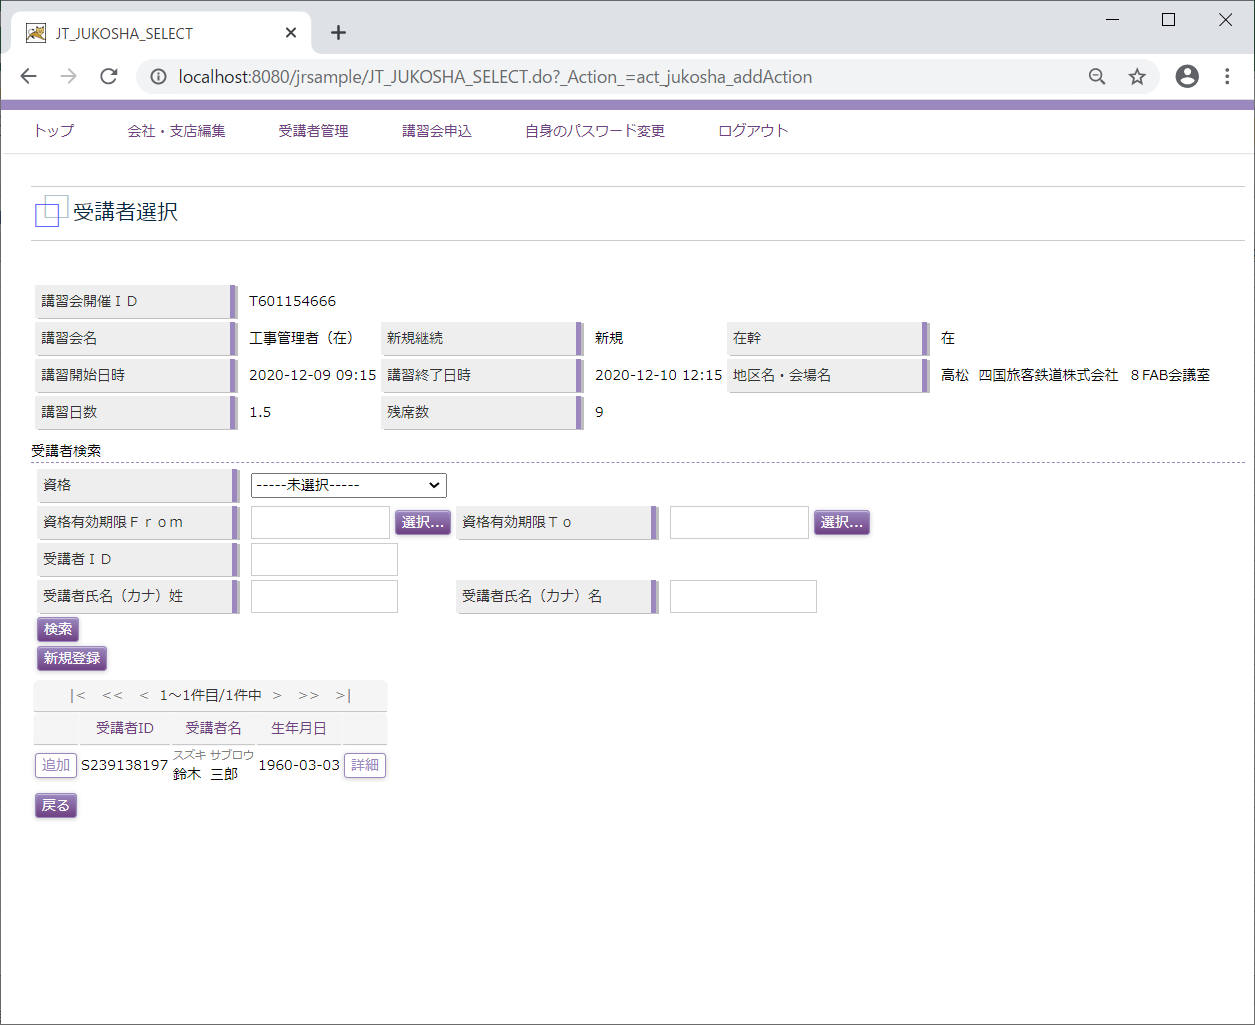 JT_JUKOSHA_SELECT
localhost:8080/jrsample/JT_JUKOSHA_SELECT.do?_Action_=act_jukosha_addAction
トップ 会社・支店編集 受講者管理 講習会申込 自身のパスワード変更 ログアウト
受講者選択
講習会開催ＩＤ T601154666
講習会名 工事管理者（在） 新規継続 新規 在幹 在
講習開始日時 2020-12-09 09:15 講習終了日時 2020-12-10 12:15 地区名・会場名 高松　四国旅客鉄道株式会社　８FAB会議室
講習日数 1.5 残席数 9
受講者検索
資格 -----未選択-----
資格有効期限Ｆｒｏｍ 選択... 資格有効期限Ｔｏ 選択...
受講者ＩＤ
受講者氏名（カナ）姓 受講者氏名（カナ）名
検索
新規登録
|< << < 1～1件目/1件中 > >> >|
受講者ID 受講者名 生年月日
スズキ サブロウ
追加 S239138197 鈴木　三郎 1960-03-03 詳細
戻る